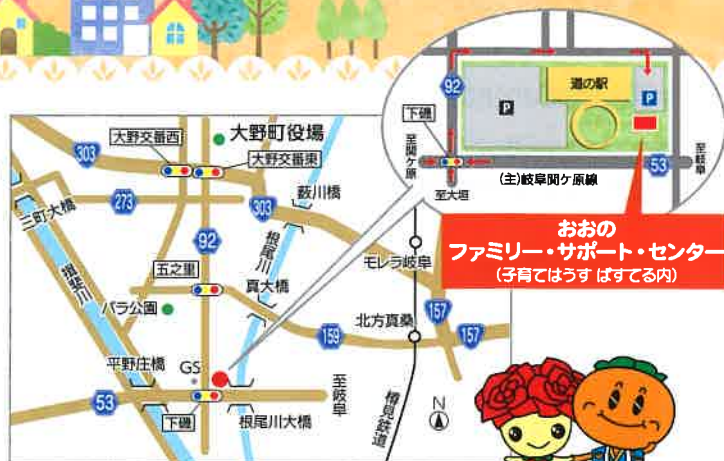 道の駅
P
P
92
下磯
至関ケ原
53
至岐阜
(主)岐阜関ケ原線
至大垣
おおの
ファミリー・サポート・センター
(子育てはうす ぱすてる内)
大野町役場
大野交番西
大野交番東
303
303
273
三町大橋
藪川橋
根尾川
92
揖斐川
五之里
真大橋
バラ公園
モレラ岐阜
157
157
159
北方真桑
平野庄橋
GS
53
下磯
根尾川大橋
至岐阜
樽見鉄道
N